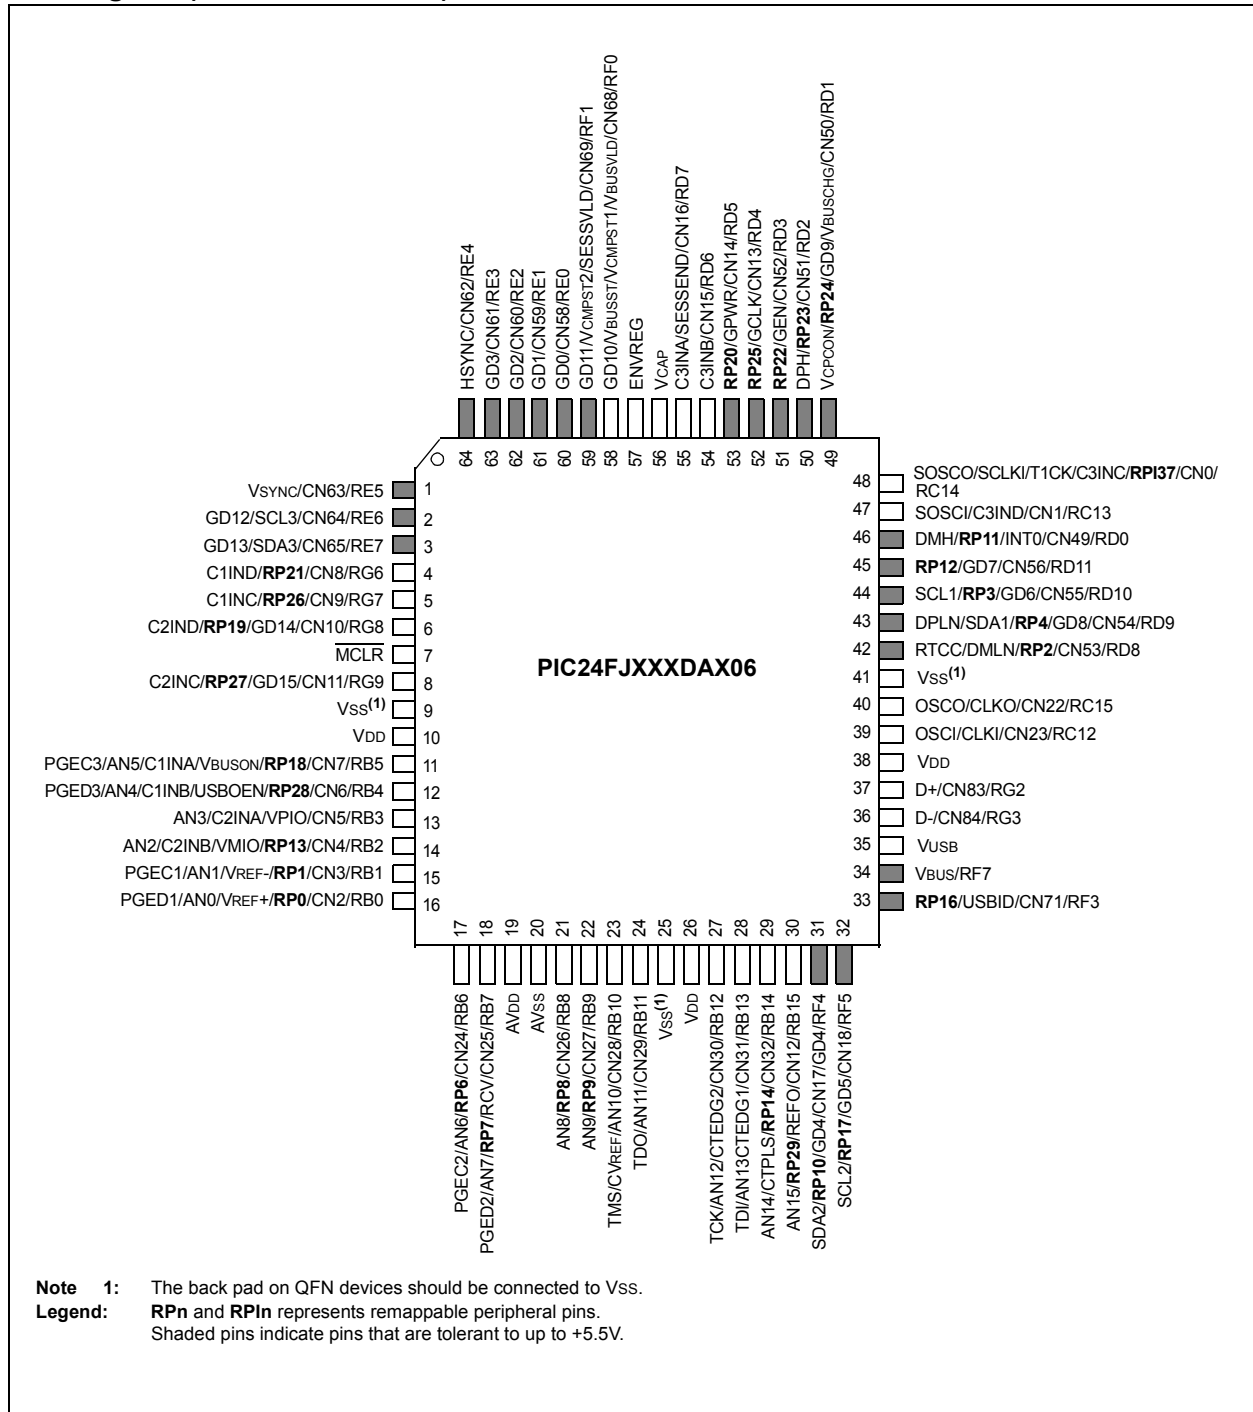 HSYNC/CN62/RE4
GD3/CN61/RE3
GD2/CN60/RE2
GD1/CN59/RE1
GD0/CN58/RE0
GD11/VCMPST2/SESSVLD/CN69/RF1
GD10/VBUSST/VCMPST1/VBUSVLD/CN68/RF0
ENVREG
VCAP
C3INA/SESSEND/CN16/RD7
C3INB/CN15/RD6
RP20/GPWR/CN14/RD5
RP25/GCLK/CN13/RD4
RP22/GEN/CN52/RD3
DPH/RP23/CN51/RD2
VCPCON/RP24/GD9/VBUSCHG/CN50/RD1
64 63 62 61 60 59 58 57 56 55 54 53 52 51 50 49
VSYNC/CN63/RE5 1
GD12/SCL3/CN64/RE6 2
GD13/SDA3/CN65/RE7 3
C1IND/RP21/CN8/RG6 4
C1INC/RP26/CN9/RG7 5
C2IND/RP19/GD14/CN10/RG8 6
MCLR 7
C2INC/RP27/GD15/CN11/RG9 8
VSS(1) 9
VDD 10
PGEC3/AN5/C1INA/VBUSON/RP18/CN7/RB5 11
PGED3/AN4/C1INB/USBOEN/RP28/CN6/RB4 12
AN3/C2INA/VPIO/CN5/RB3 13
AN2/C2INB/VMIO/RP13/CN4/RB2 14
PGEC1/AN1/VREF-/RP1/CN3/RB1 15
PGED1/AN0/VREF+/RP0/CN2/RB0 16
PIC24FJXXXDAX06
48 SOSCO/SCLKI/T1CK/C3INC/RPI37/CN0/
RC14
47 SOSCI/C3IND/CN1/RC13
46 DMH/RP11/INT0/CN49/RD0
45 RP12/GD7/CN56/RD11
44 SCL1/RP3/GD6/CN55/RD10
43 DPLN/SDA1/RP4/GD8/CN54/RD9
42 RTCC/DMLN/RP2/CN53/RD8
41 VSS(1)
40 OSCO/CLKO/CN22/RC15
39 OSCI/CLKI/CN23/RC12
38 VDD
37 D+/CN83/RG2
36 D-/CN84/RG3
35 VUSB
34 VBUS/RF7
33 RP16/USBID/CN71/RF3
17 18 19 20 21 22 23 24 25 26 27 28 29 30 31 32
PGEC2/AN6/RP6/CN24/RB6
PGED2/AN7/RP7/RCV/CN25/RB7
AVDD
AVSS
AN8/RP8/CN26/RB8
AN9/RP9/CN27/RB9
TMS/CVREF/AN10/CN28/RB10
TDO/AN11/CN29/RB11
VSS(1)
VDD
TCK/AN12/CTEDG2/CN30/RB12
TDI/AN13CTEDG1/CN31/RB13
AN14/CTPLS/RP14/CN32/RB14
AN15/RP29/REFO/CN12/RB15
SDA2/RP10/GD4/CN17/GD4/RF4
SCL2/RP17/GD5/CN18/RF5
Note 1: The back pad on QFN devices should be connected to VSS.
Legend: RPn and RPIn represents remappable peripheral pins.
Shaded pins indicate pins that are tolerant to up to +5.5V.